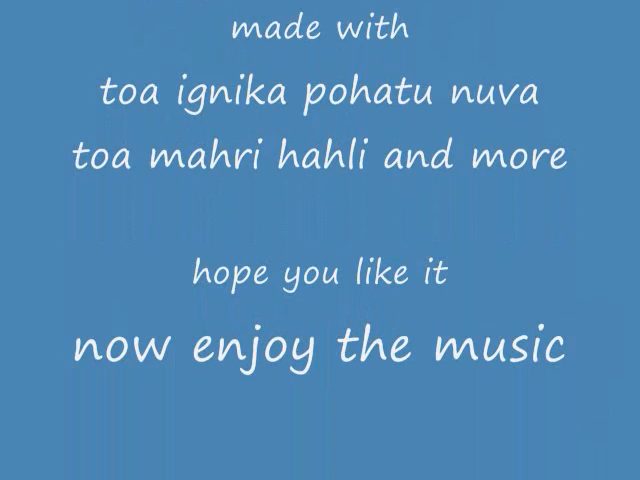 made with
toa ignika pohatu nuva
toa mahri hahli and more
hope you like it
now enjoy the music